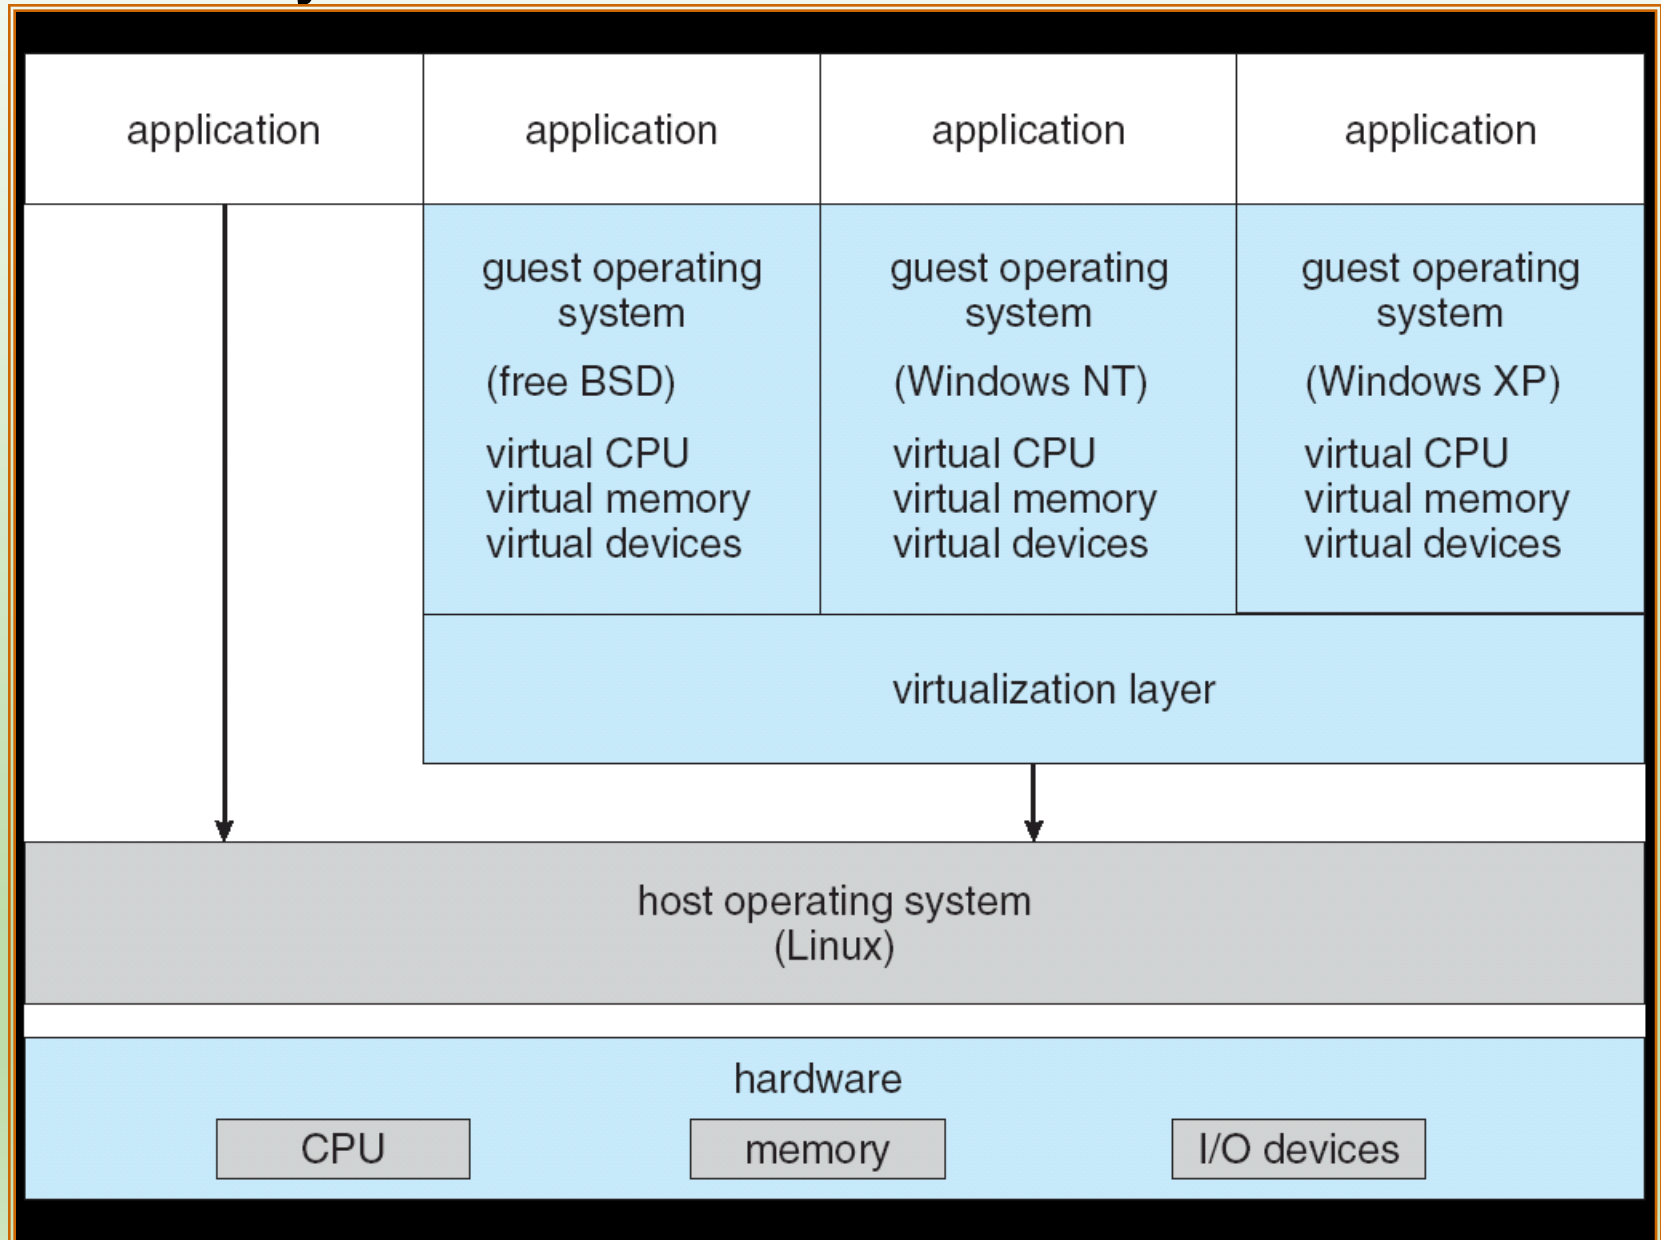 application
application
application
application
guest operating
system
(free BSD)
virtual CPU
virtual memory
virtual devices
guest operating
system
(Windows NT)
virtual CPU
virtual memory
virtual devices
guest operating
system
(Windows XP)
virtual CPU
virtual memory
virtual devices
virtualization layer
host operating system
(Linux)
hardware
CPU
memory
I/O devices